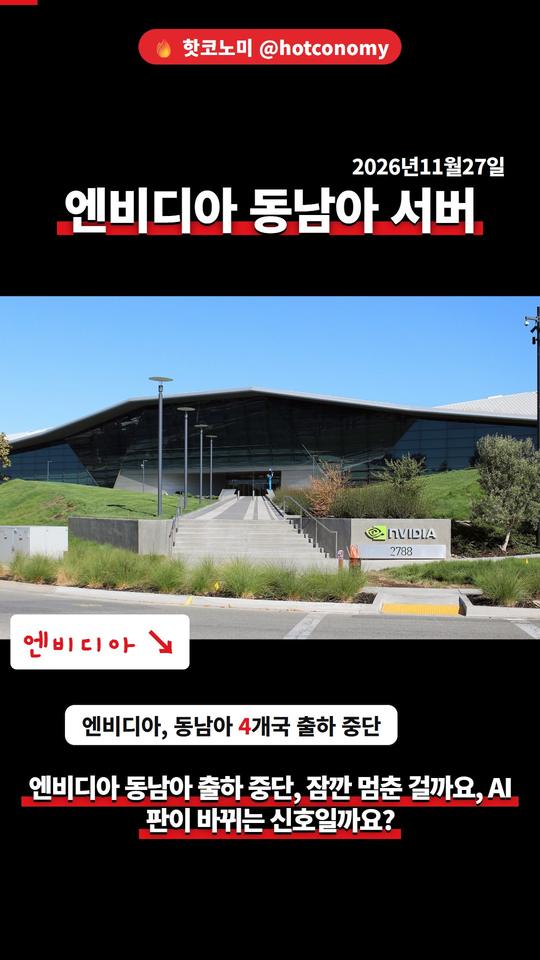 🔥 핫코노미 @hotconomy
2026년11월27일
엔비디아 동남아 서버
NVIDIA
2788
엔비디아 ↘
엔비디아, 동남아 4개국 출하 중단
엔비디아 동남아 출하 중단, 잠깐 멈춘 걸까요, AI
판이 바뀌는 신호일까요?